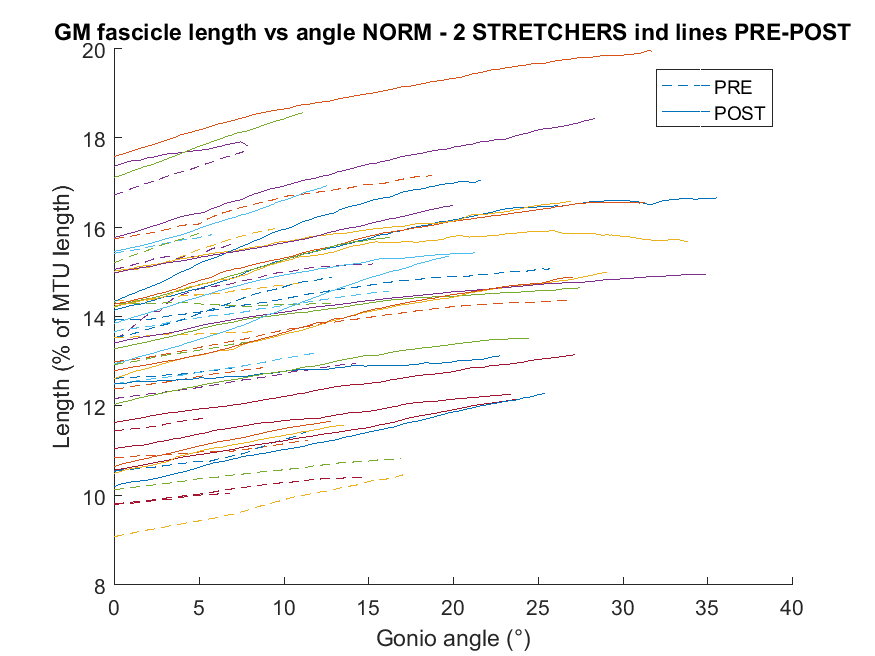 GM fascicle length vs angle NORM - 2 STRETCHERS ind lines PRE-POST
20
18
16
14
12
10
8
Length (% of MTU length)
PRE
POST
0 5 10 15 20 25 30 35 40
Gonio angle (°)